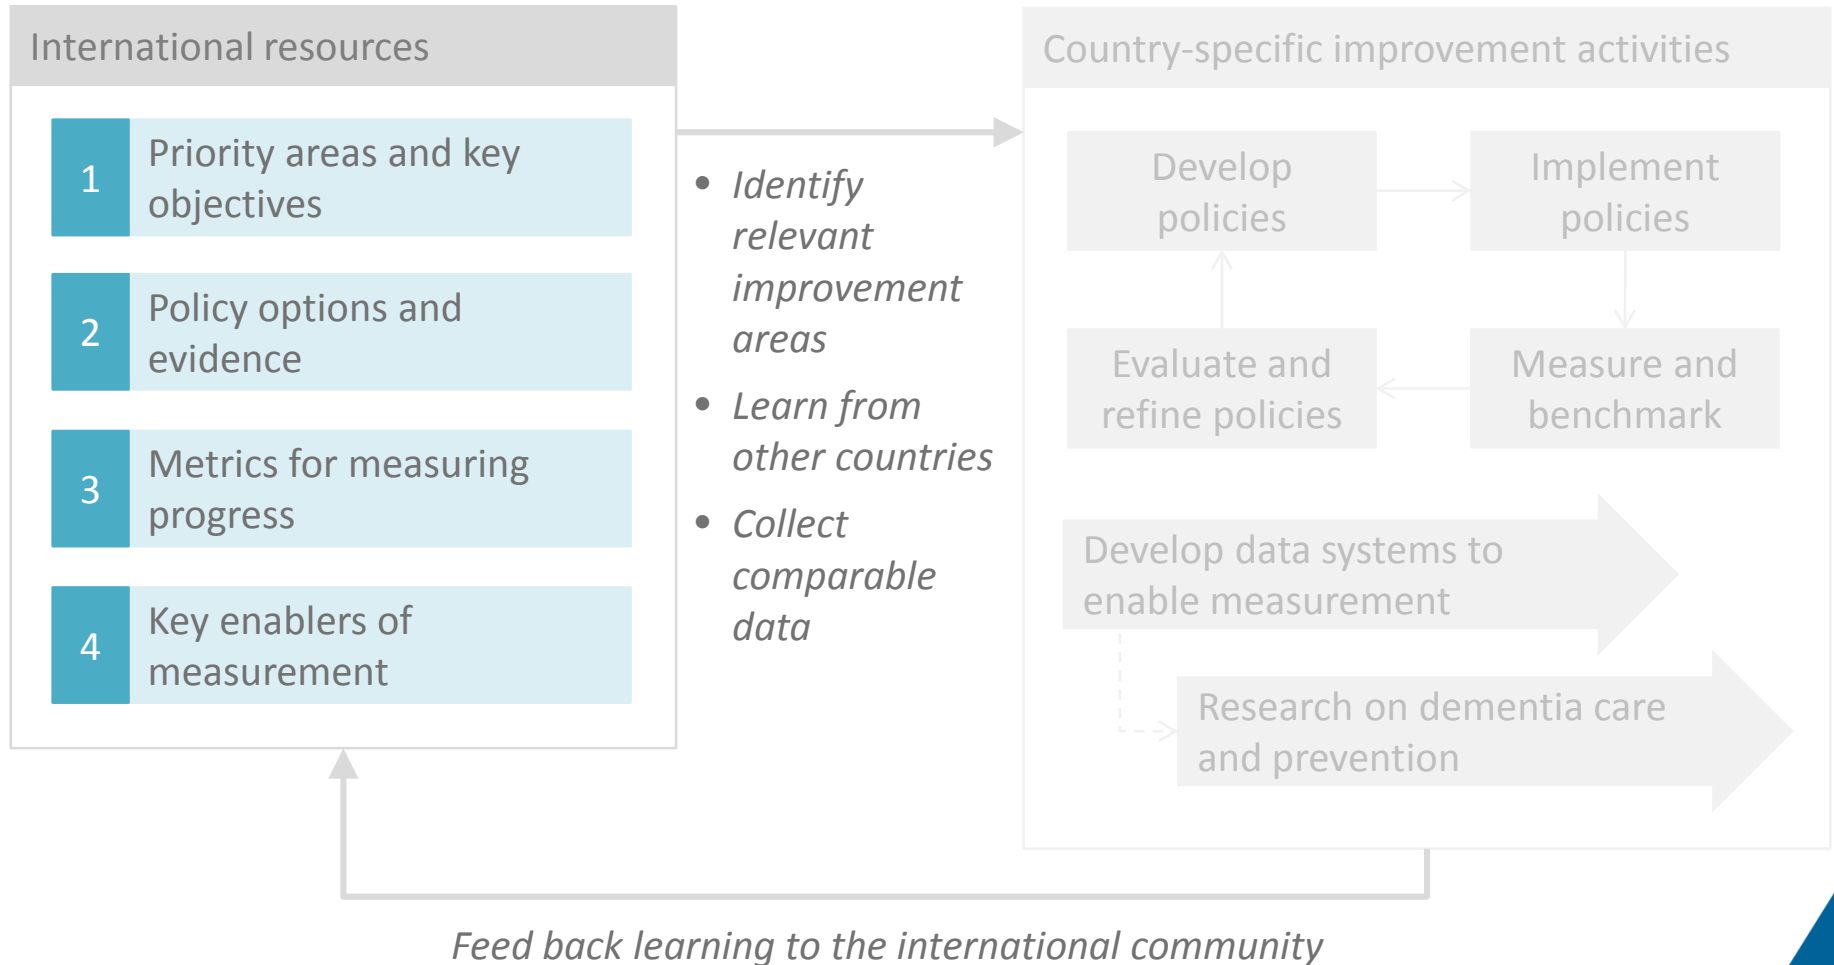 International resources
1
Priority areas and key
objectives
2
Policy options and
evidence
3
Metrics for measuring
progress
4
Key enablers of
measurement
• Identify
relevant
improvement
areas
• Learn from
other countries
• Collect
comparable
data
Country-specific improvement activities
Develop
policies
Implement
policies
Evaluate and
refine policies
Measure and
benchmark
Develop data systems to
enable measurement
Research on dementia care
and prevention
Feed back learning to the international community